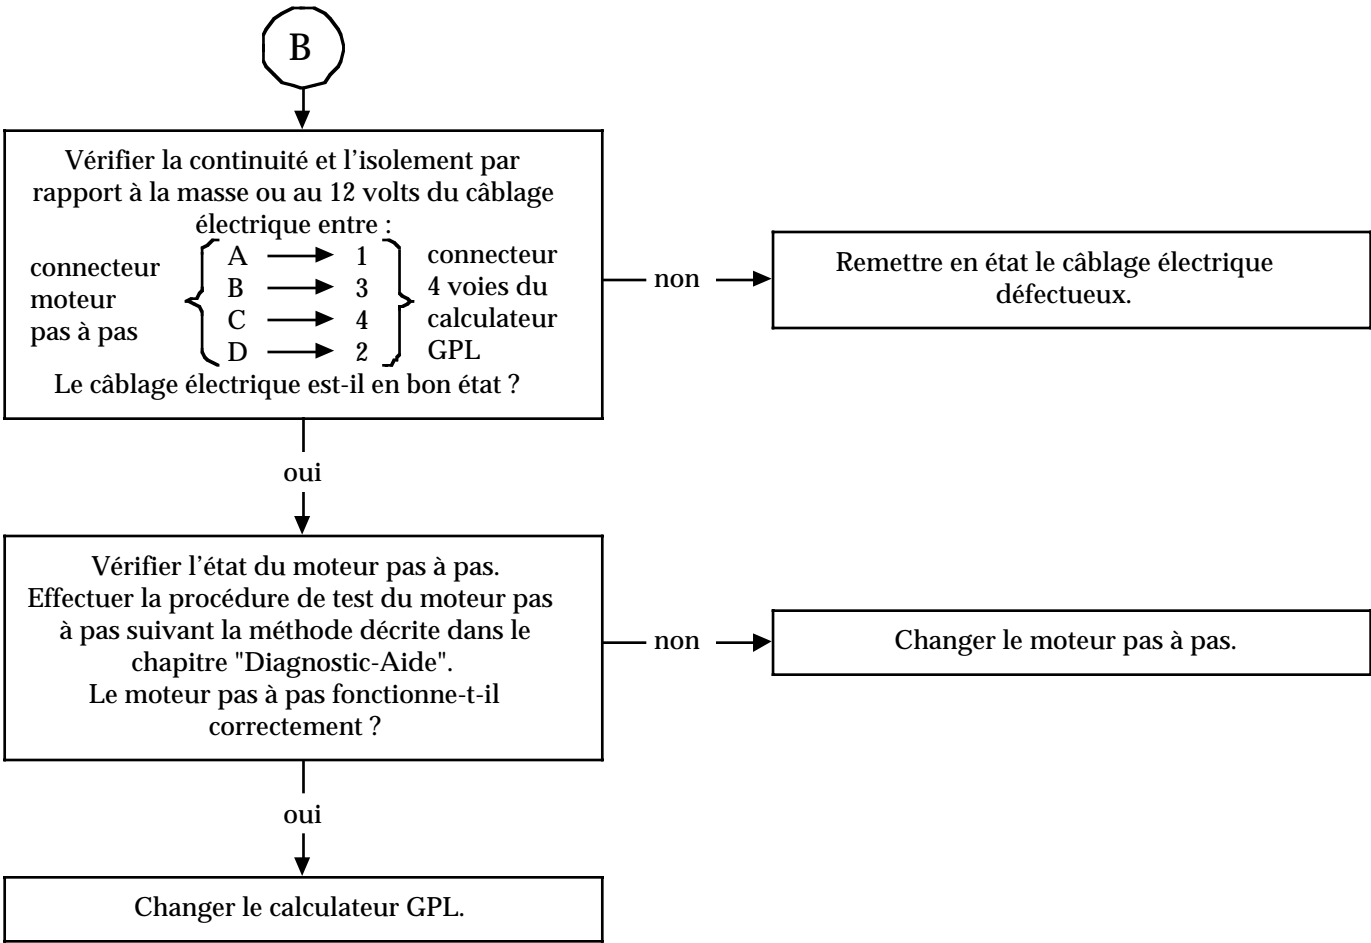 B
Vérifier la continuité et l'isolement par
rapport à la masse ou au 12 volts du câblage
électrique entre :
connecteur
moteur
pas à pas
A 1
B 3
C 4
D 2
connecteur
4 voies du
calculateur
GPL
Le câblage électrique est-il en bon état ?
non
Remettre en état le câblage électrique
défectueux.
oui
Vérifier l'état du moteur pas à pas.
Effectuer la procédure de test du moteur pas
à pas suivant la méthode décrite dans le
chapitre "Diagnostic-Aide".
Le moteur pas à pas fonctionne-t-il
correctement ?
non
Changer le moteur pas à pas.
oui
Changer le calculateur GPL.